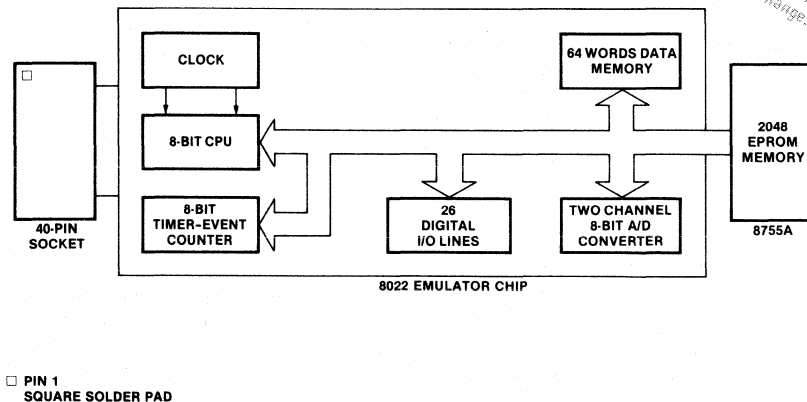 CLOCK
8-BIT CPU
8-BIT
TIMER-EVENT
COUNTER
40-PIN
SOCKET
64 WORDS DATA
MEMORY
26
DIGITAL
I/O LINES
TWO CHANNEL
8-BIT A/D
CONVERTER
2048
EPROM
MEMORY
8755A
8022 EMULATOR CHIP
PIN 1
SQUARE SOLDER PAD